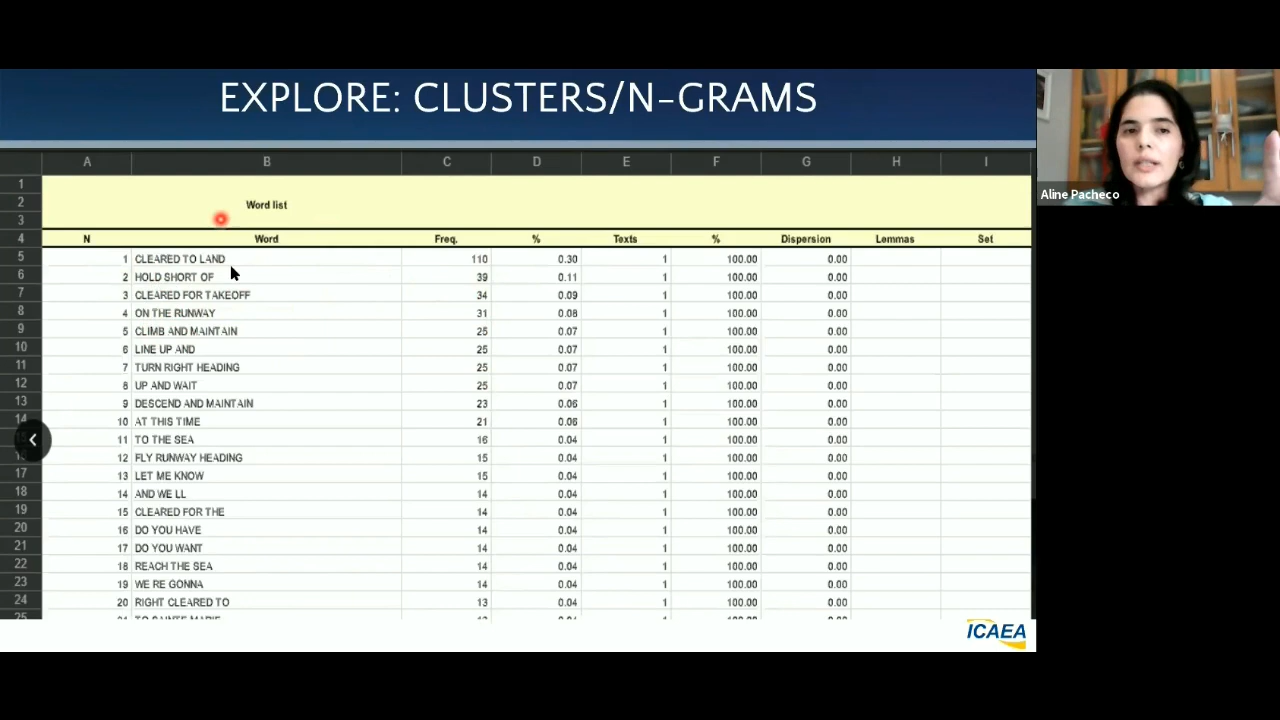 EXPLORE: CLUSTERS/N-GRAMS
Aline Pacheco
A B C D E F G H I
1
2 Word list
3
4 N Word Freq. % Texts % Dispersion Lemmas Set
5 1 CLEARED TO LAND 110 0.30 1 100.00 0.00
6 2 HOLD SHORT OF 39 0.11 1 100.00 0.00
7 3 CLEARED FOR TAKEOFF 34 0.09 1 100.00 0.00
8 4 ON THE RUNWAY 31 0.08 1 100.00 0.00
9 5 CLIMB AND MAINTAIN 25 0.07 1 100.00 0.00
10 6 LINE UP AND 25 0.07 1 100.00 0.00
11 7 TURN RIGHT HEADING 25 0.07 1 100.00 0.00
12 8 UP AND WAIT 25 0.07 1 100.00 0.00
13 9 DESCEND AND MAINTAIN 23 0.06 1 100.00 0.00
14 10 AT THIS TIME 21 0.06 1 100.00 0.00
11 TO THE SEA 16 0.04 1 100.00 0.00
12 FLY RUNWAY HEADING 15 0.04 1 100.00 0.00
17 13 LET ME KNOW 15 0.04 1 100.00 0.00
18 14 AND WE LL 14 0.04 1 100.00 0.00
19 15 CLEARED FOR THE 14 0.04 1 100.00 0.00
20 16 DO YOU HAVE 14 0.04 1 100.00 0.00
21 17 DO YOU WANT 14 0.04 1 100.00 0.00
22 18 REACH THE SEA 14 0.04 1 100.00 0.00
23 19 WE RE GONNA 14 0.04 1 100.00 0.00
24 20 RIGHT CLEARED TO 13 0.04 1 100.00 0.00
ICAEA